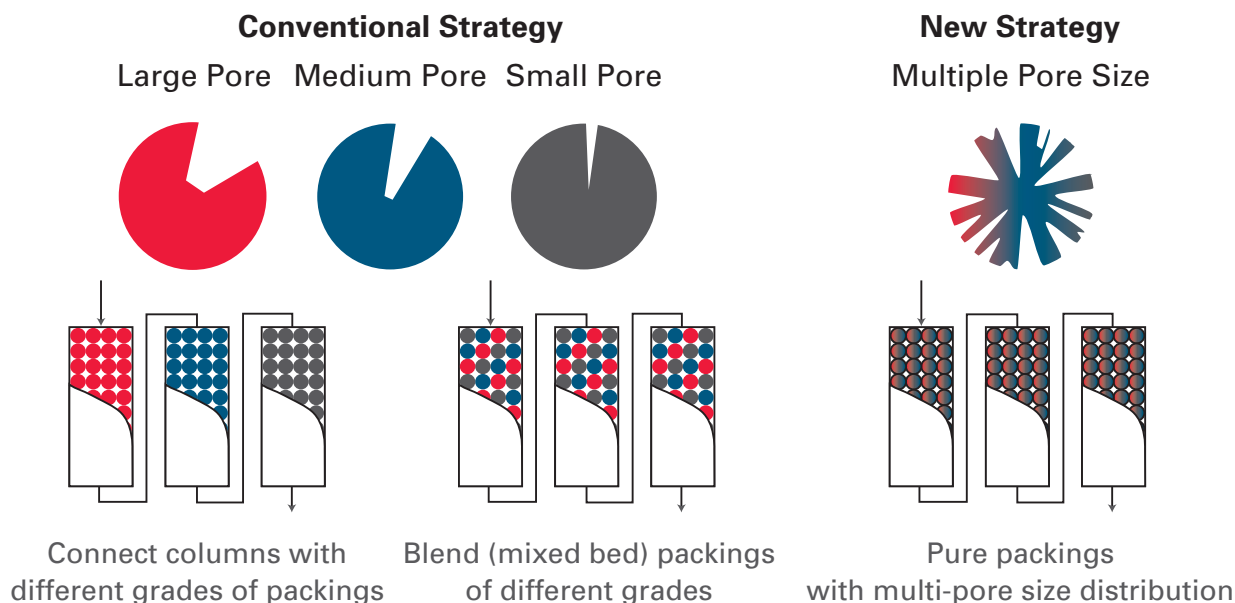 Conventional Strategy
New Strategy
Large Pore
Medium Pore
Small Pore
Multiple Pore Size
Connect columns with
different grades of packings
Blend (mixed bed) packings
of different grades
Pure packings
with multi-pore size distribution